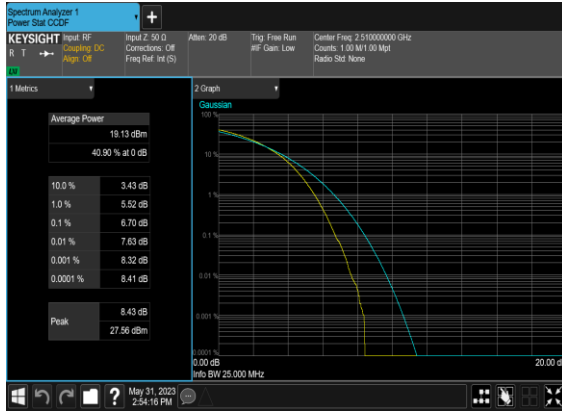 Spectrum Analyzer 1
Power Stat CCDF
+
KEYSIGHT
R T
LU
Input: RF
Coupling: DC
Align: Off
Input Z: 50 Ω
Corrections: Off
Freq Ref: Int (S)
Atten: 20 dB
Trig: Free Run
#IF Gain: Low
Center Freq: 2.510000000 GHz
Counts: 1.00 M/1.00 Mpt
Radio Std: None
1 Metrics
Average Power
19.13 dBm
40.90 % at 0 dB
10.0 % 3.43 dB
1.0 % 5.52 dB
0.1 % 6.70 dB
0.01 % 7.63 dB
0.001 % 8.32 dB
0.0001 % 8.41 dB
Peak
8.43 dB
27.56 dBm
2 Graph
Gaussian
100 %
10 %
1 %
0.1 %
0.01 %
0.001 %
0.0001 %
0.00 dB
20.00 d
Info BW 25.000 MHz
?
May 31, 2023
2:54:16 PM